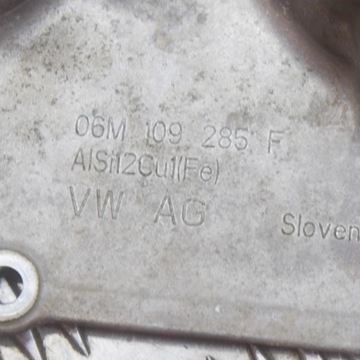 06M 109 285 F
AlSi12Cu1(Fe)
VW AG
Sloven